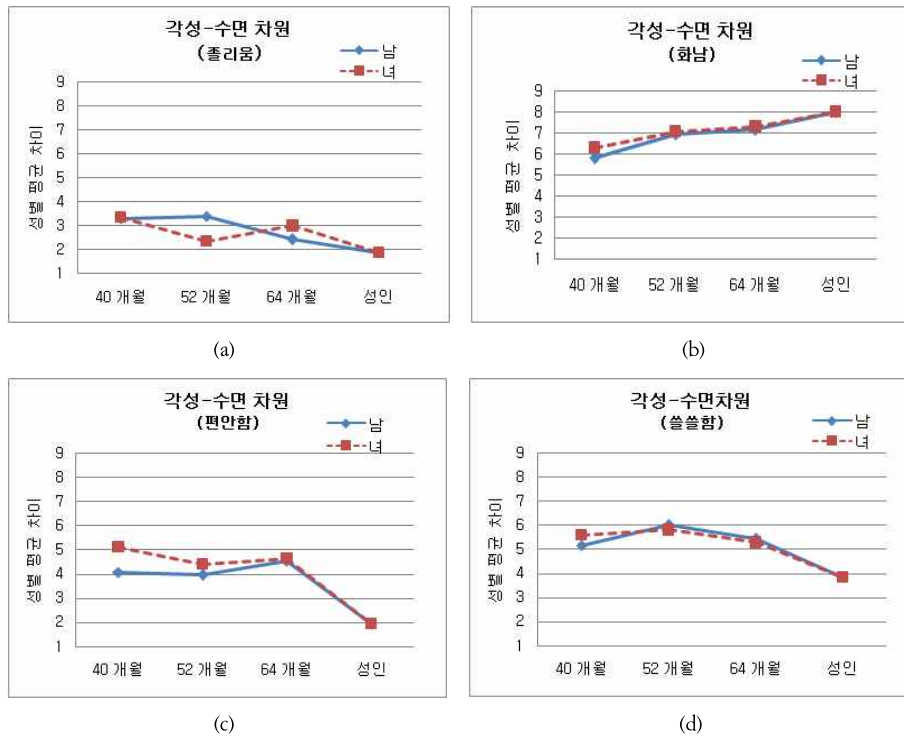 각성-수면 차원
(졸리움)
남
녀
성별 평균 차이
9
8
7
6
5
4
3
2
1
40 개월 52 개월 64 개월 성인
(a)
각성-수면 차원
(화남)
남
녀
성별 평균 차이
9
8
7
6
5
4
3
2
1
40 개월 52 개월 64 개월 성인
(b)
각성-수면 차원
(편안함)
남
녀
성별 평균 차이
9
8
7
6
5
4
3
2
1
40 개월 52 개월 64 개월 성인
(c)
각성-수면차원
(쓸쓸함)
남
녀
성별 평균 차이
9
8
7
6
5
4
3
2
1
40 개월 52 개월 64 개월 성인
(d)